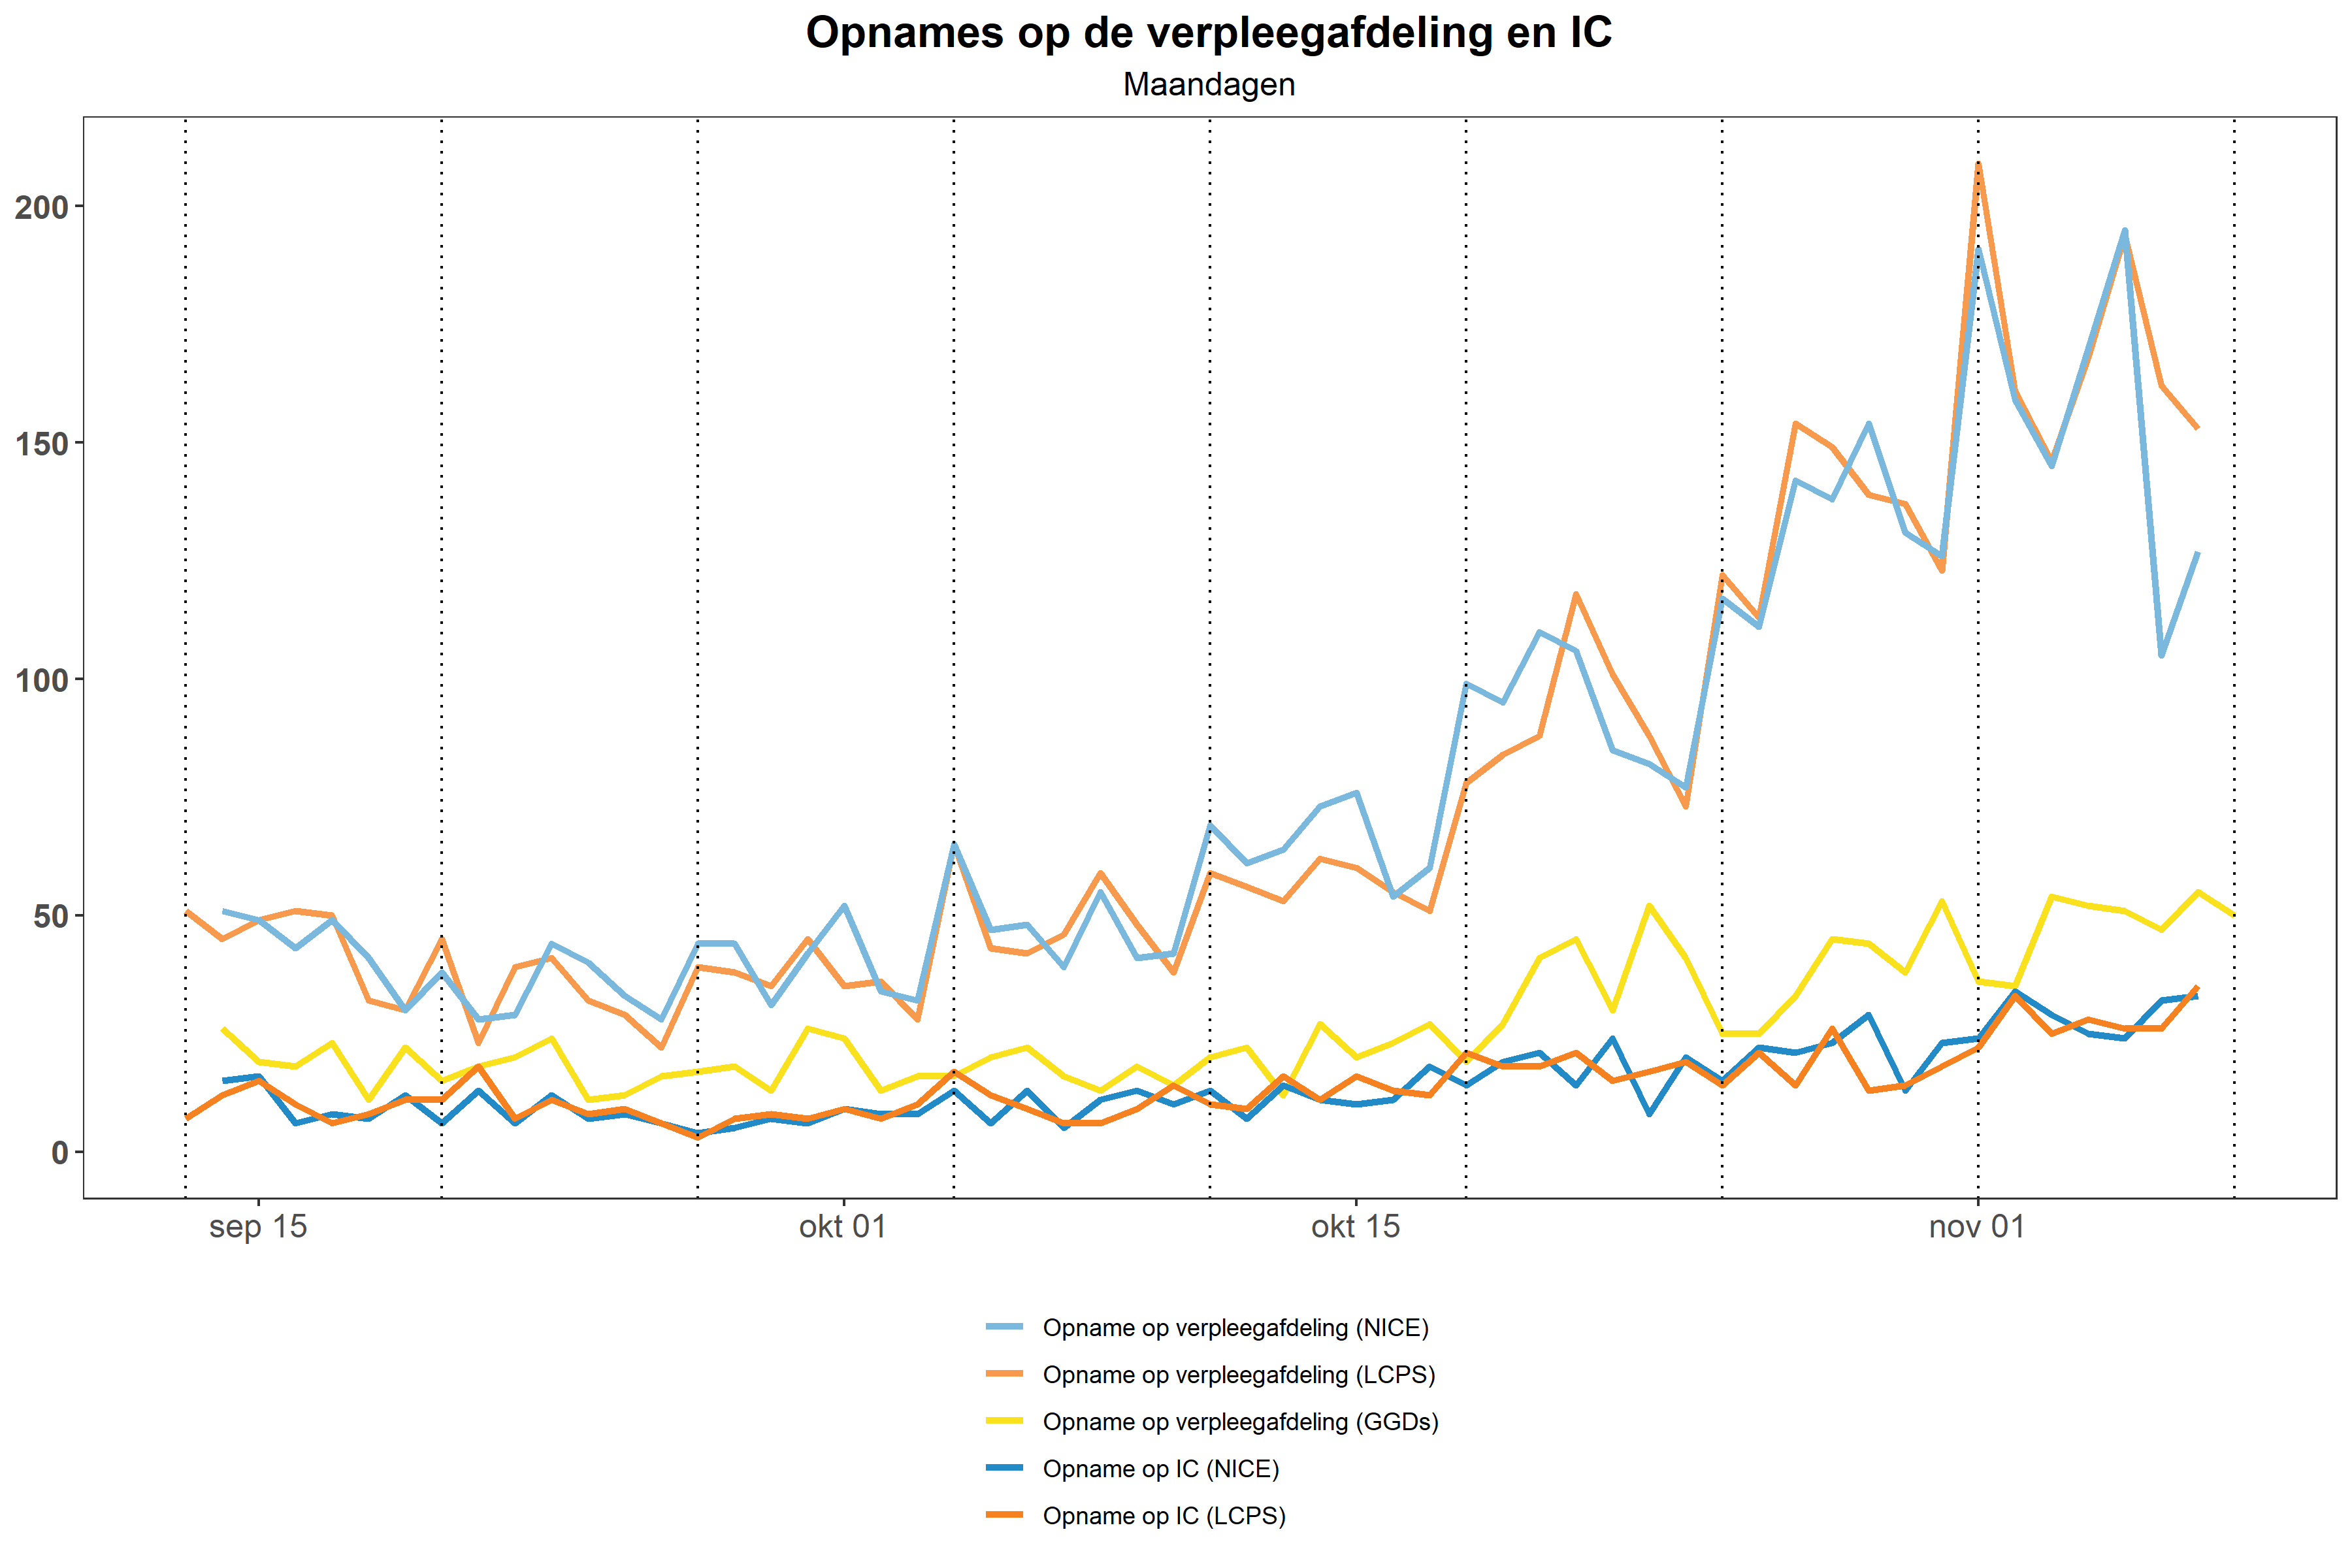 Opnames op de verpleegafdeling en IC
Maandagen
200
150
100
50
0
sep 15 okt 01 okt 15 nov 01
Opname op verpleegafdeling (NICE)
Opname op verpleegafdeling (LCPS)
Opname op verpleegafdeling (GGDs)
Opname op IC (NICE)
Opname op IC (LCPS)